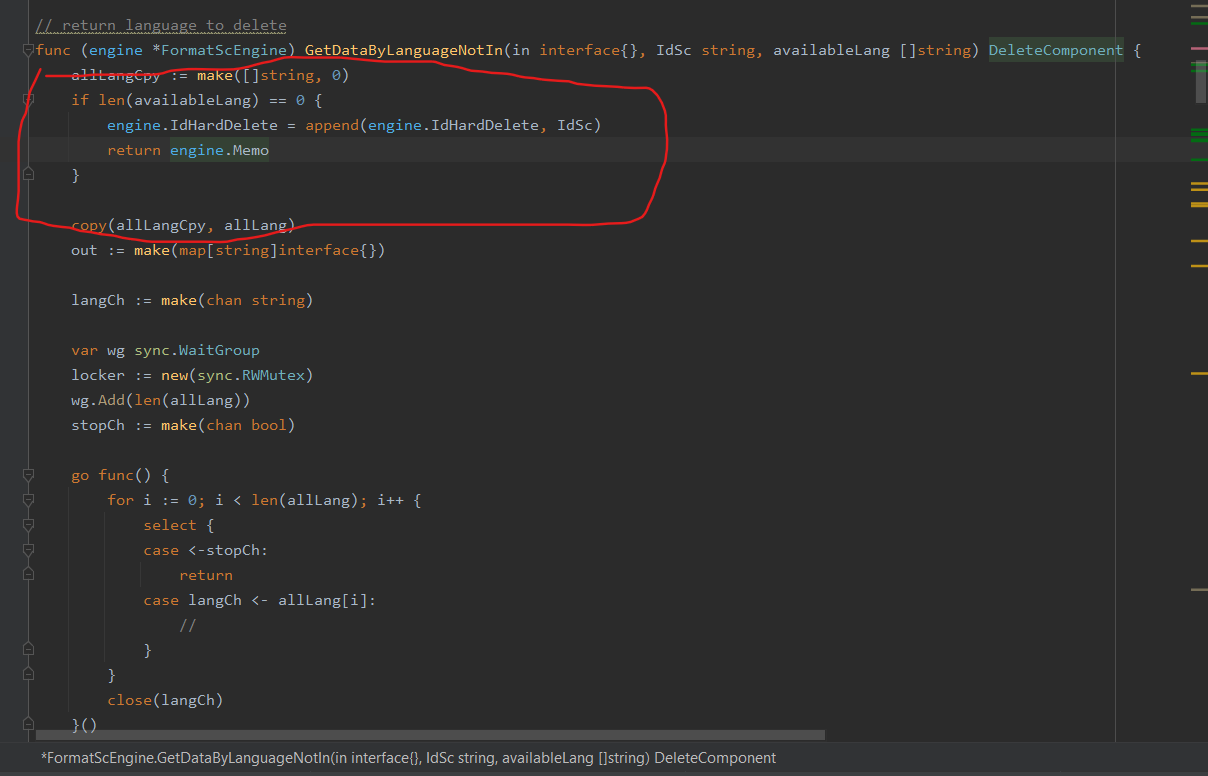 // return language to delete
func (engine *FormatScEngine) GetDataByLanguageNotIn(in interface{}, IdSc string, availableLang []string) DeleteComponent {
allLangCpy := make([]string, 0)
if len(availableLang) == 0 {
engine.IdHardDelete = append(engine.IdHardDelete, IdSc)
return engine.Memo
}
copy(allLangCpy, allLang)
out := make(map[string]interface{})
langCh := make(chan string)
var wg sync.WaitGroup
locker := new(sync.RWMutex)
wg.Add(len(allLang))
stopCh := make(chan bool)
go func() {
for i := 0; i < len(allLang); i++ {
select {
case <-stopCh:
return
case langCh <- allLang[i]:
//
}
}
close(langCh)
}()
*FormatScEngine.GetDataByLanguageNotIn(in interface{}, IdSc string, availableLang []string) DeleteComponent